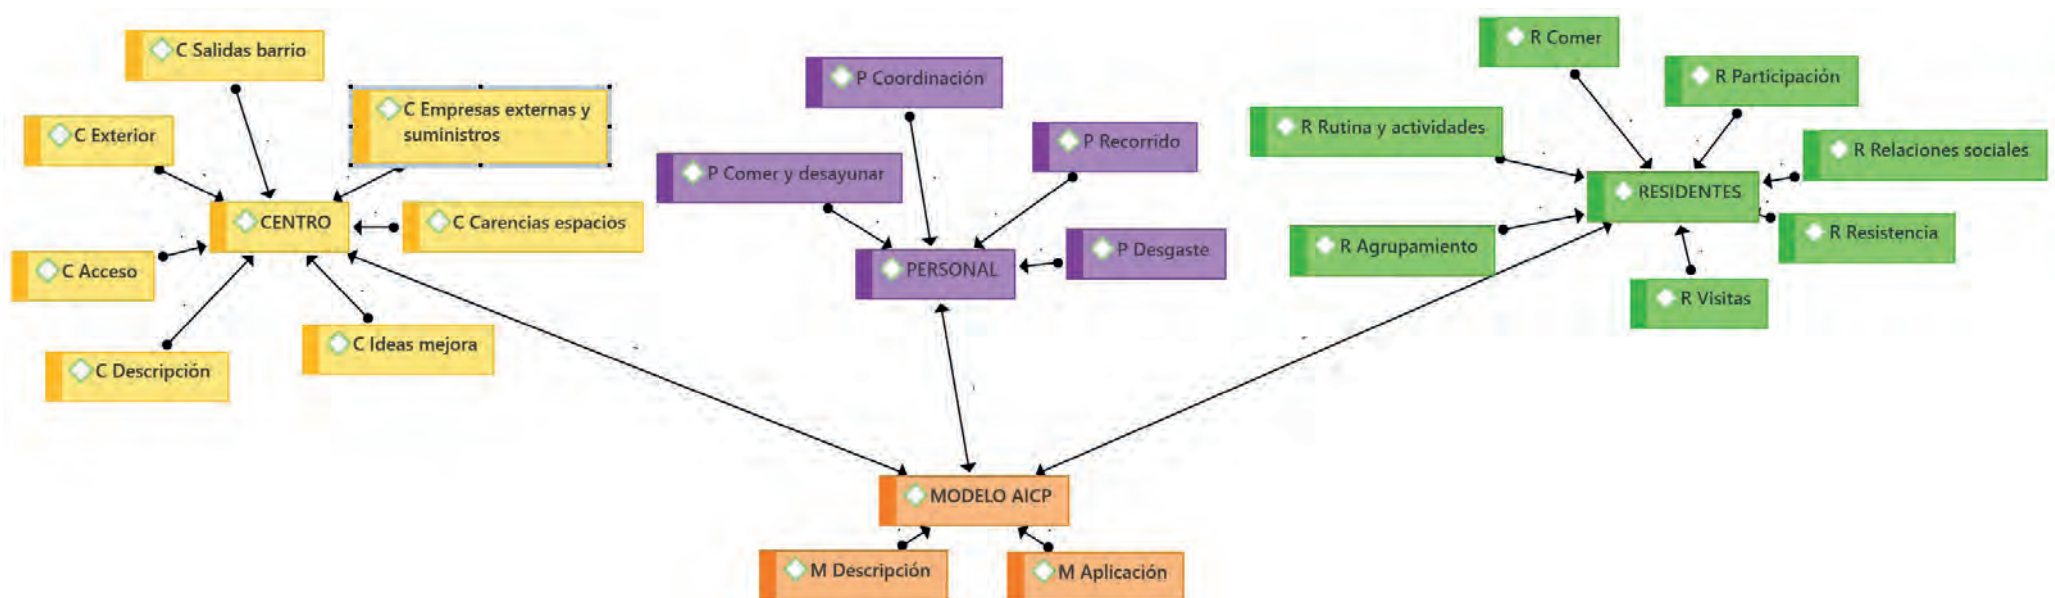 C Salidas barrio
C Empresas externas y
suministros
C Exterior
CENTRO
C Carencias espacios
C Acceso
C Descripción
C Ideas mejora
P Coordinación
P Recorrido
P Comer y desayunar
P Desgaste
PERSONAL
R Comer
R Participación
R Rutina y actividades
R Relaciones sociales
RESIDENTES
R Resistencia
R Agrupamiento
R Visitas
MODELO AICP
M Descripción
M Aplicación